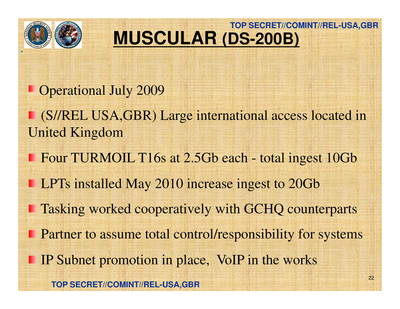 TOP SECRET//COMINT//REL-USA,GBR
MUSCULAR (DS-200B)
Operational July 2009
(S//REL USA,GBR) Large international access located in
United Kingdom
Four TURMOIL T16s at 2.5Gb each - total ingest 10Gb
LPTs installed May 2010 increase ingest to 20Gb
Tasking worked cooperatively with GCHQ counterparts
Partner to assume total control/responsibility for systems
IP Subnet promotion in place, VoIP in the works
22
TOP SECRET//COMINT//REL-USA,GBR